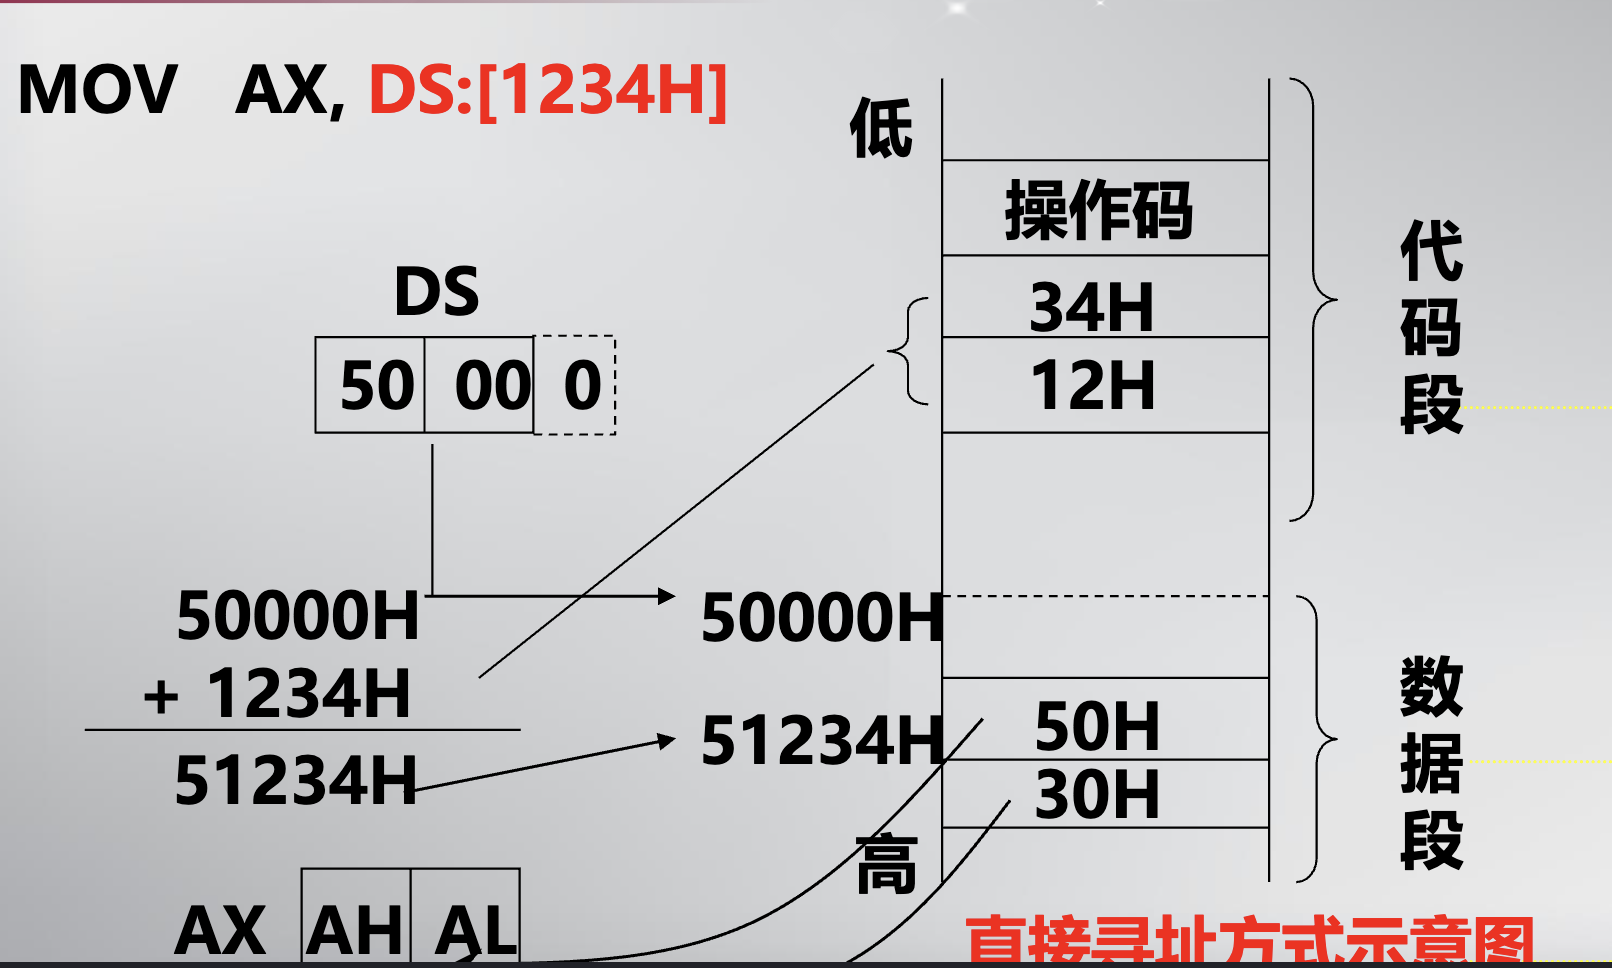 MOV AX, DS:[1234H]
低
操作码
34H
12H
代码段
DS
50 00 0
50000H
+ 1234H
51234H
50000H
51234H
50H
30H
数据段
高
AX AH AL
直接寻址方式示意图